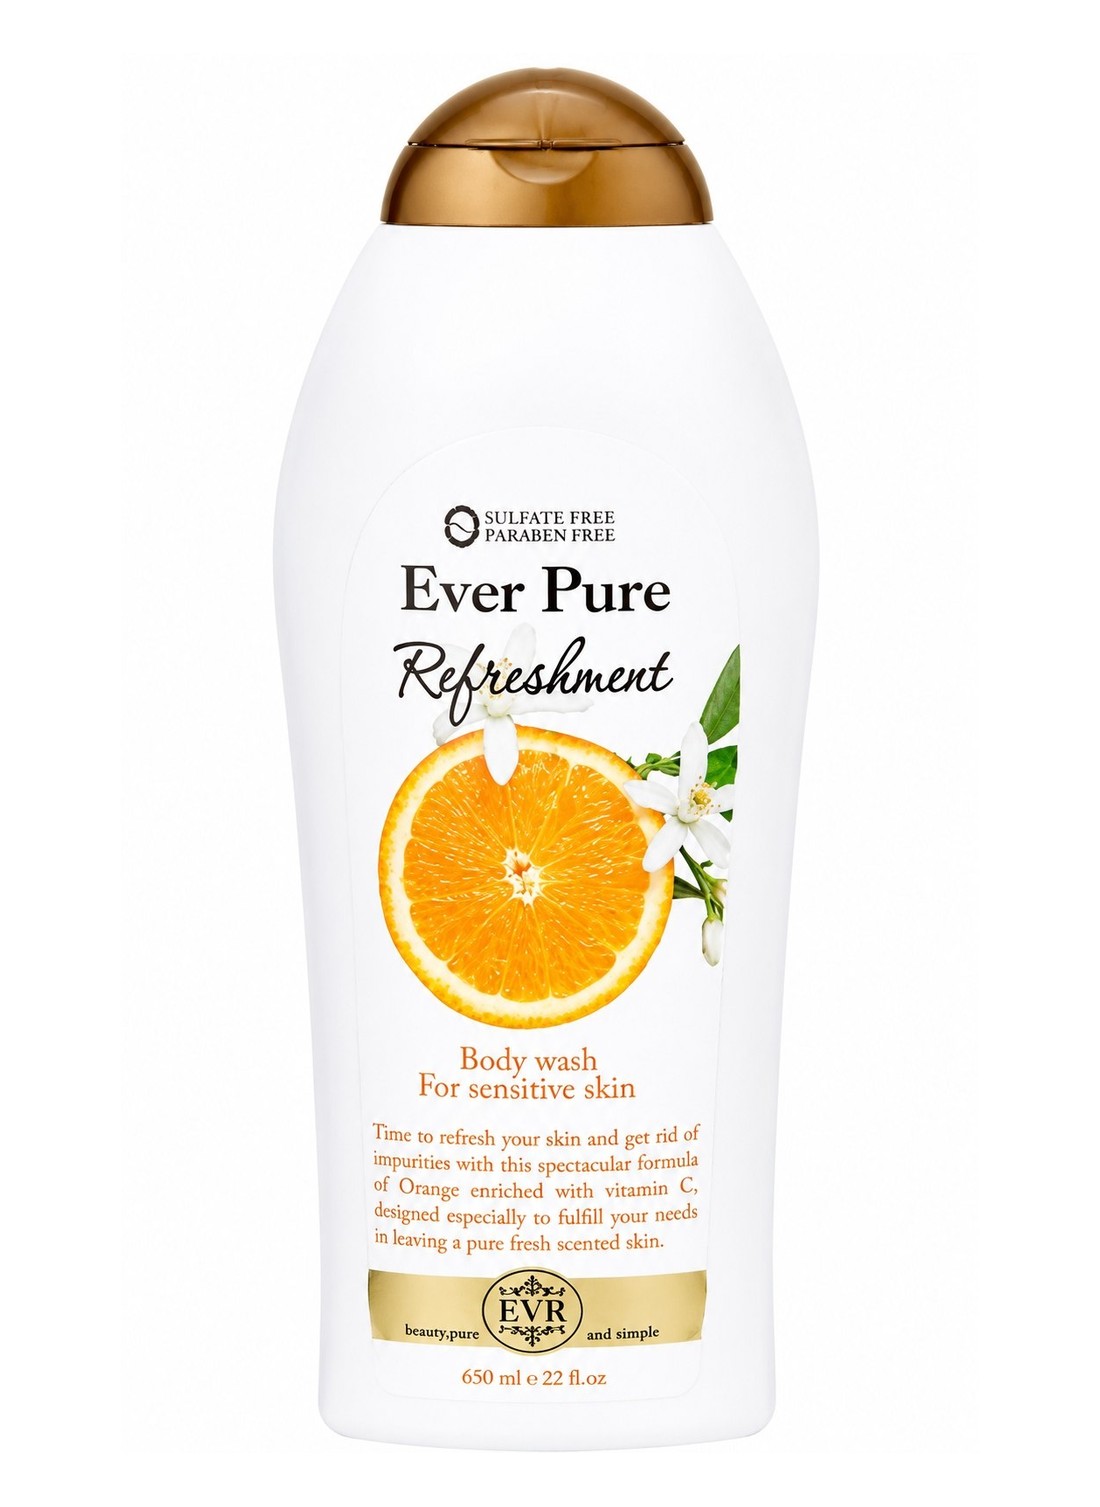 SULFATE FREE
PARABEN FREE
Ever Pure
Refreshment
Body wash
For sensitive skin
Time to refresh your skin and get rid of
impurities with this spectacular formula
of Orange enriched with vitamin C,
designed especially to fulfill your needs
in leaving a pure fresh scented skin.
EVR
beauty,pure and simple
650 ml e 22 fl.oz